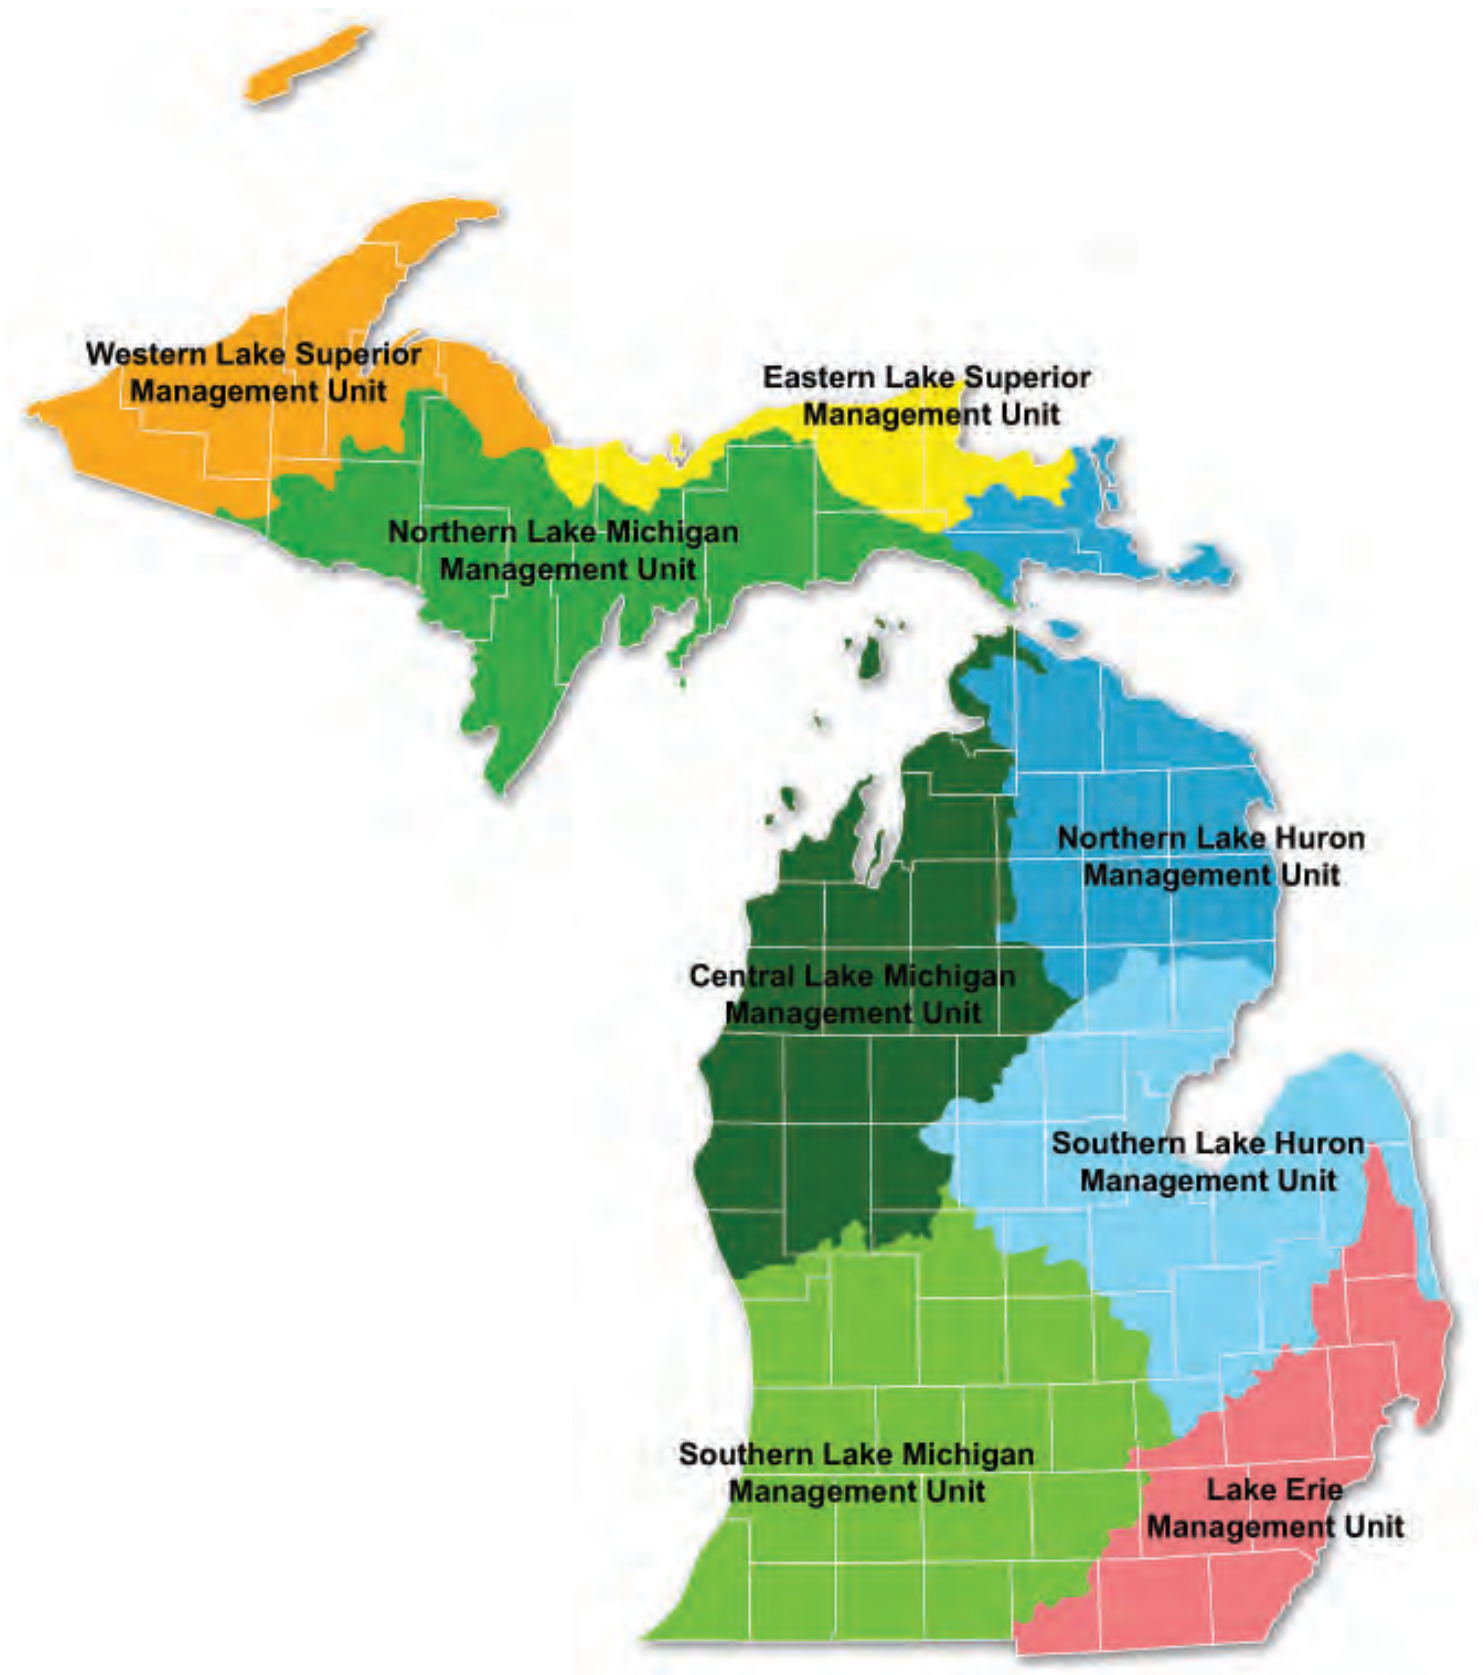 Western Lake Superior
Management Unit
Eastern Lake Superior
Management Unit
Northern Lake Michigan
Management Unit
Northern Lake Huron
Management Unit
Central Lake Michigan
Management Unit
Southern Lake Huron
Management Unit
Southern Lake Michigan
Management Unit
Lake Erie
Management Unit